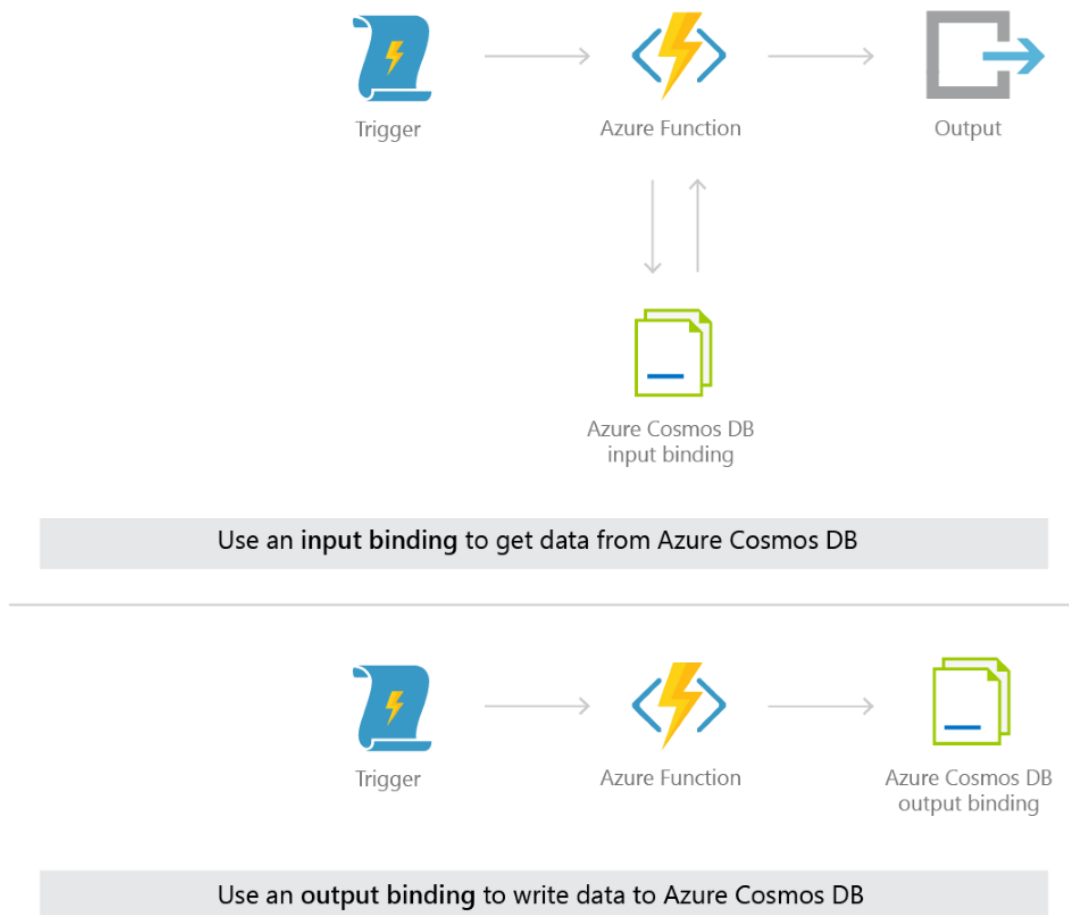 Trigger
Azure Function
Output
Azure Cosmos DB
input binding
Use an input binding to get data from Azure Cosmos DB
Trigger
Azure Function
Azure Cosmos DB
output binding
Use an output binding to write data to Azure Cosmos DB